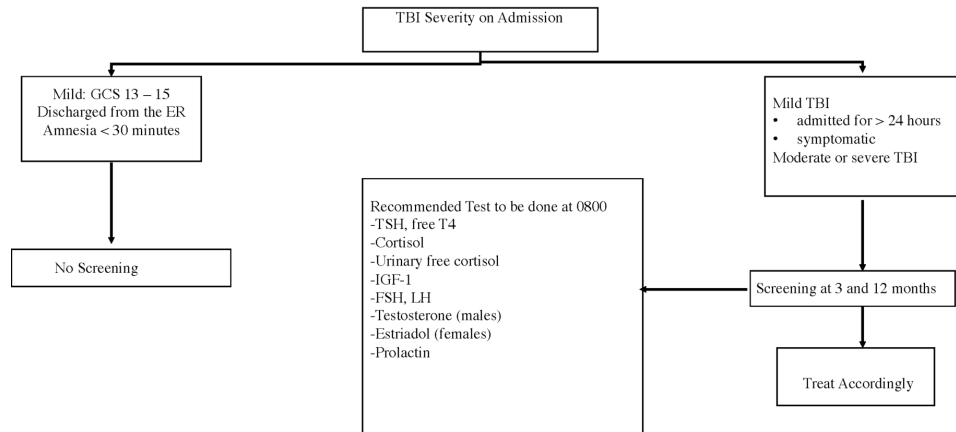 TBI Severity on Admission
Mild: GCS 13 – 15
Discharged from the ER
Amnesia < 30 minutes
No Screening
Mild TBI
• admitted for > 24 hours
• symptomatic
Moderate or severe TBI
Screening at 3 and 12 months
Treat Accordingly
Recommended Test to be done at 0800
-TSH, free T4
-Cortisol
-Urinary free cortisol
-IGF-1
-FSH, LH
-Testosterone (males)
-Estriadol (females)
-Prolactin